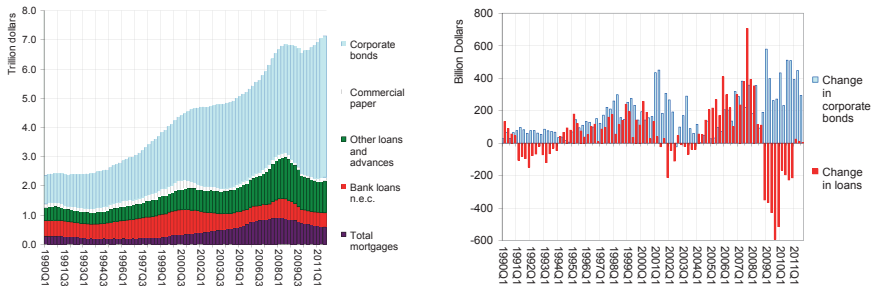 8.0
7.0
6.0
5.0
4.0
3.0
2.0
1.0
0.0
Trillion dollars
1990Q1
1991Q3
1993Q1
1994Q3
1996Q1
1997Q3
1999Q1
2000Q3
2002Q1
2003Q3
2005Q1
2006Q3
2008Q1
2009Q3
2011Q1
Corporate
bonds
Commercial
paper
Other loans
and
advances
Bank loans
n.e.c.
Total
mortgages
800
600
400
200
0
-200
-400
-600
Billion Dollars
1990Q1
1991Q1
1992Q1
1993Q1
1994Q1
1995Q1
1996Q1
1997Q1
1998Q1
1999Q1
2000Q1
2001Q1
2002Q1
2003Q1
2004Q1
2005Q1
2006Q1
2007Q1
2008Q1
2009Q1
2010Q1
2011Q1
Change
in
corporate
bonds
Change
in loans